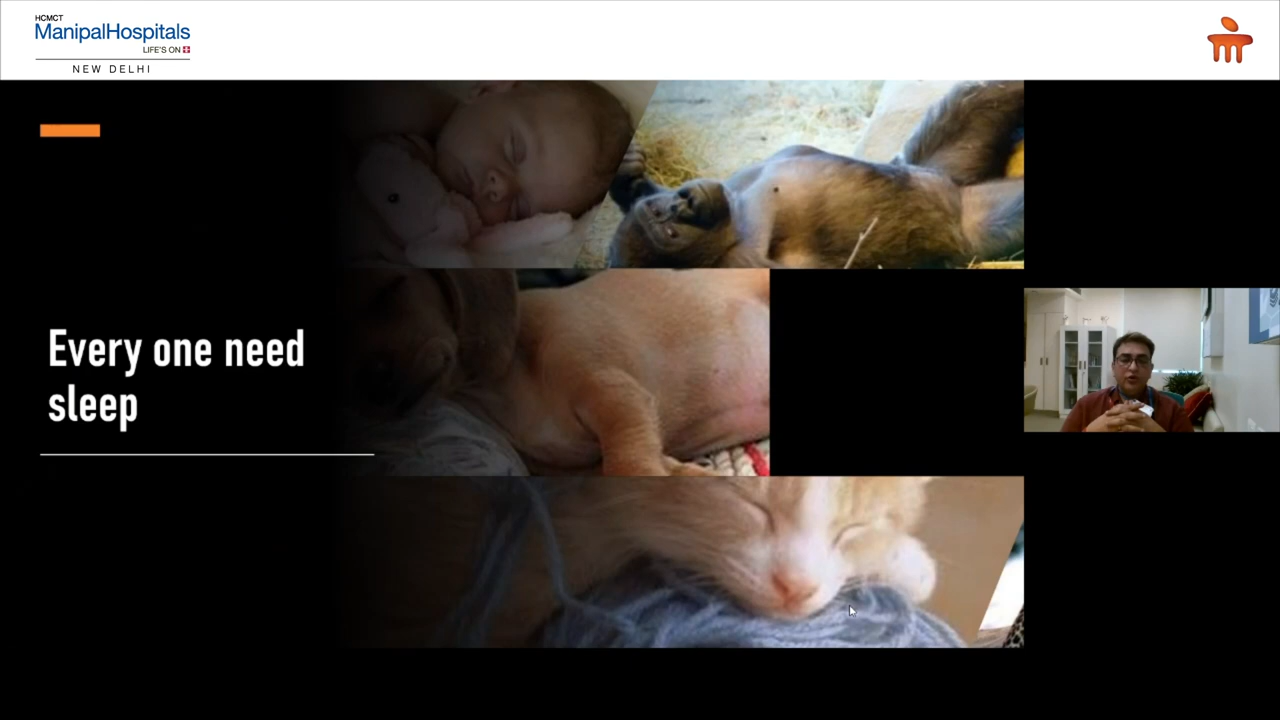 HCMCT
ManipalHospitals
LIFE'S ON
NEW DELHI
Every one need
sleep